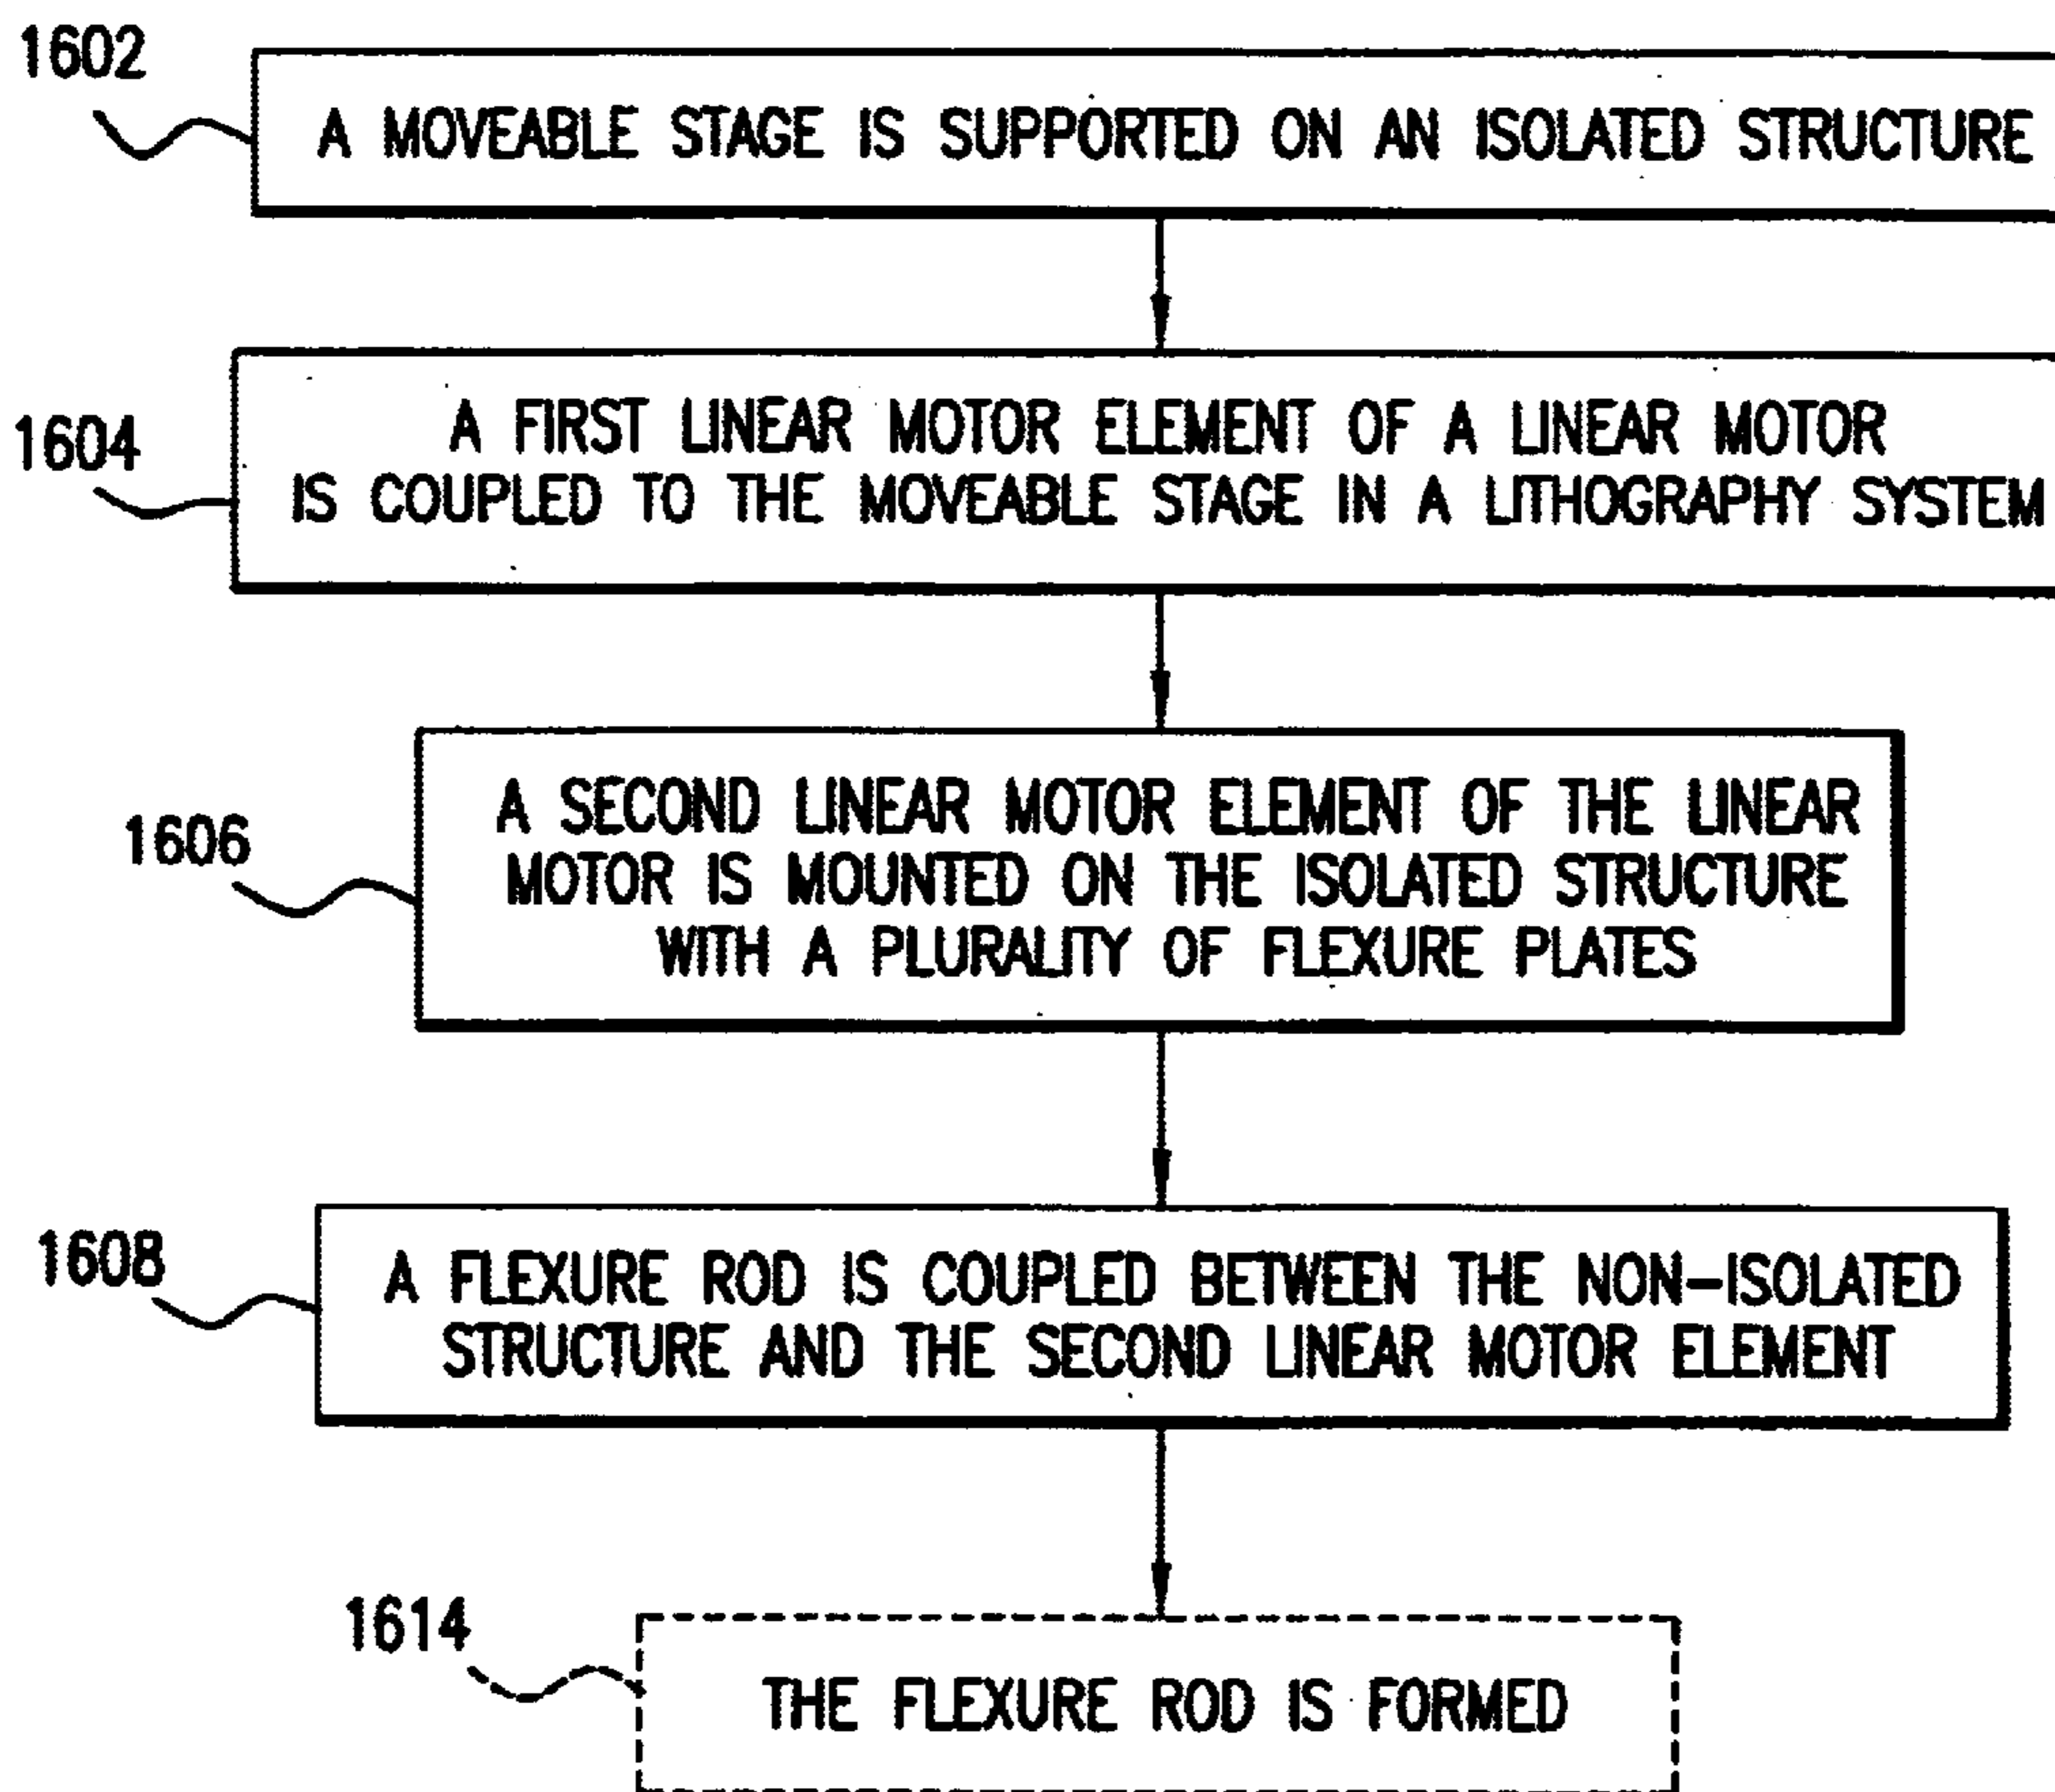 1602
A MOVEABLE STAGE IS SUPPORTED ON AN ISOLATED STRUCTURE
1604
A FIRST LINEAR MOTOR ELEMENT OF A LINEAR MOTOR
IS COUPLED TO THE MOVEABLE STAGE IN A LITHOGRAPHY SYSTEM
1606
A SECOND LINEAR MOTOR ELEMENT OF THE LINEAR
MOTOR IS MOUNTED ON THE ISOLATED STRUCTURE
WITH A PLURALITY OF FLEXURE PLATES
1608
A FLEXURE ROD IS COUPLED BETWEEN THE NON-ISOLATED
STRUCTURE AND THE SECOND LINEAR MOTOR ELEMENT
1614
THE FLEXURE ROD IS FORMED